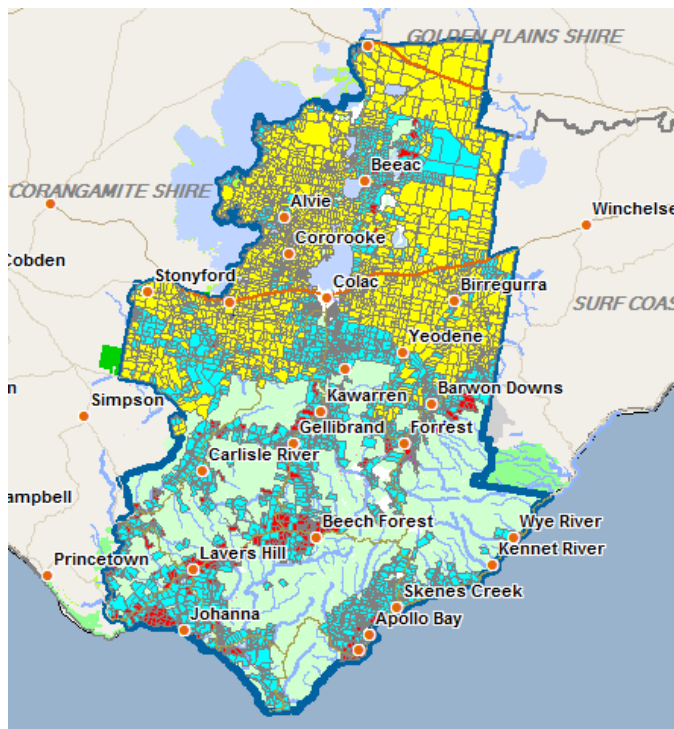 GOLDEN PLAINS SHIRE
Beeac
CORANGAMITE SHIRE
Alvie
Winchelse
Cororooke
Cobden
Stonyford
Colac
Birregurra
SURF COAS
Yeodene
Simpson
Kawarren
Barwon Downs
Gellibrand
Forrest
Carlisle River
ampbell
Beech Forest
Wye River
Princetown
Lavers Hill
Kennet River
Skenes Creek
Johanna
Apollo Bay